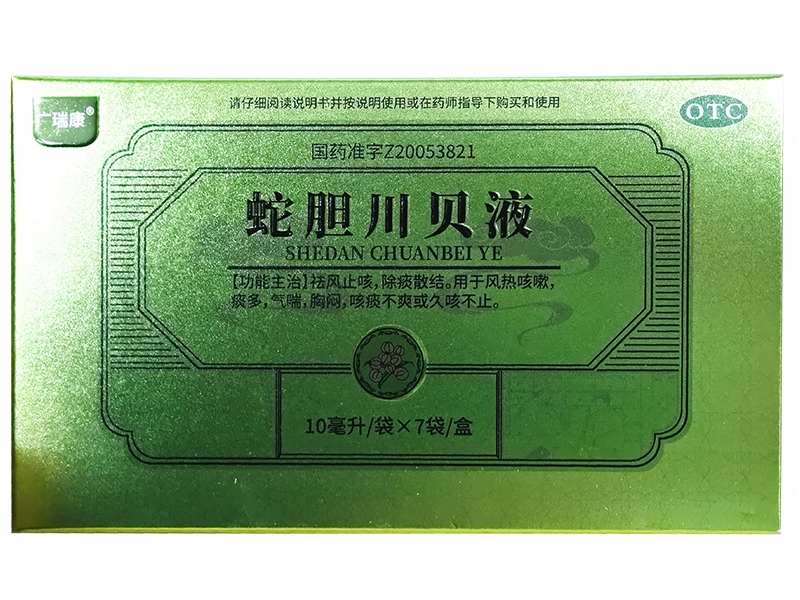 请仔细阅读说明书并按说明使用或在药师指导下购买和使用
广瑞康®
OTC
国药准字Z20053821
蛇胆川贝液
SHEDAN CHUANBEI YE
【功能主治】祛风止咳，除痰散结。用于风热咳嗽，
痰多，气喘，胸闷，咳痰不爽或久咳不止。
10毫升/袋×7袋/盒